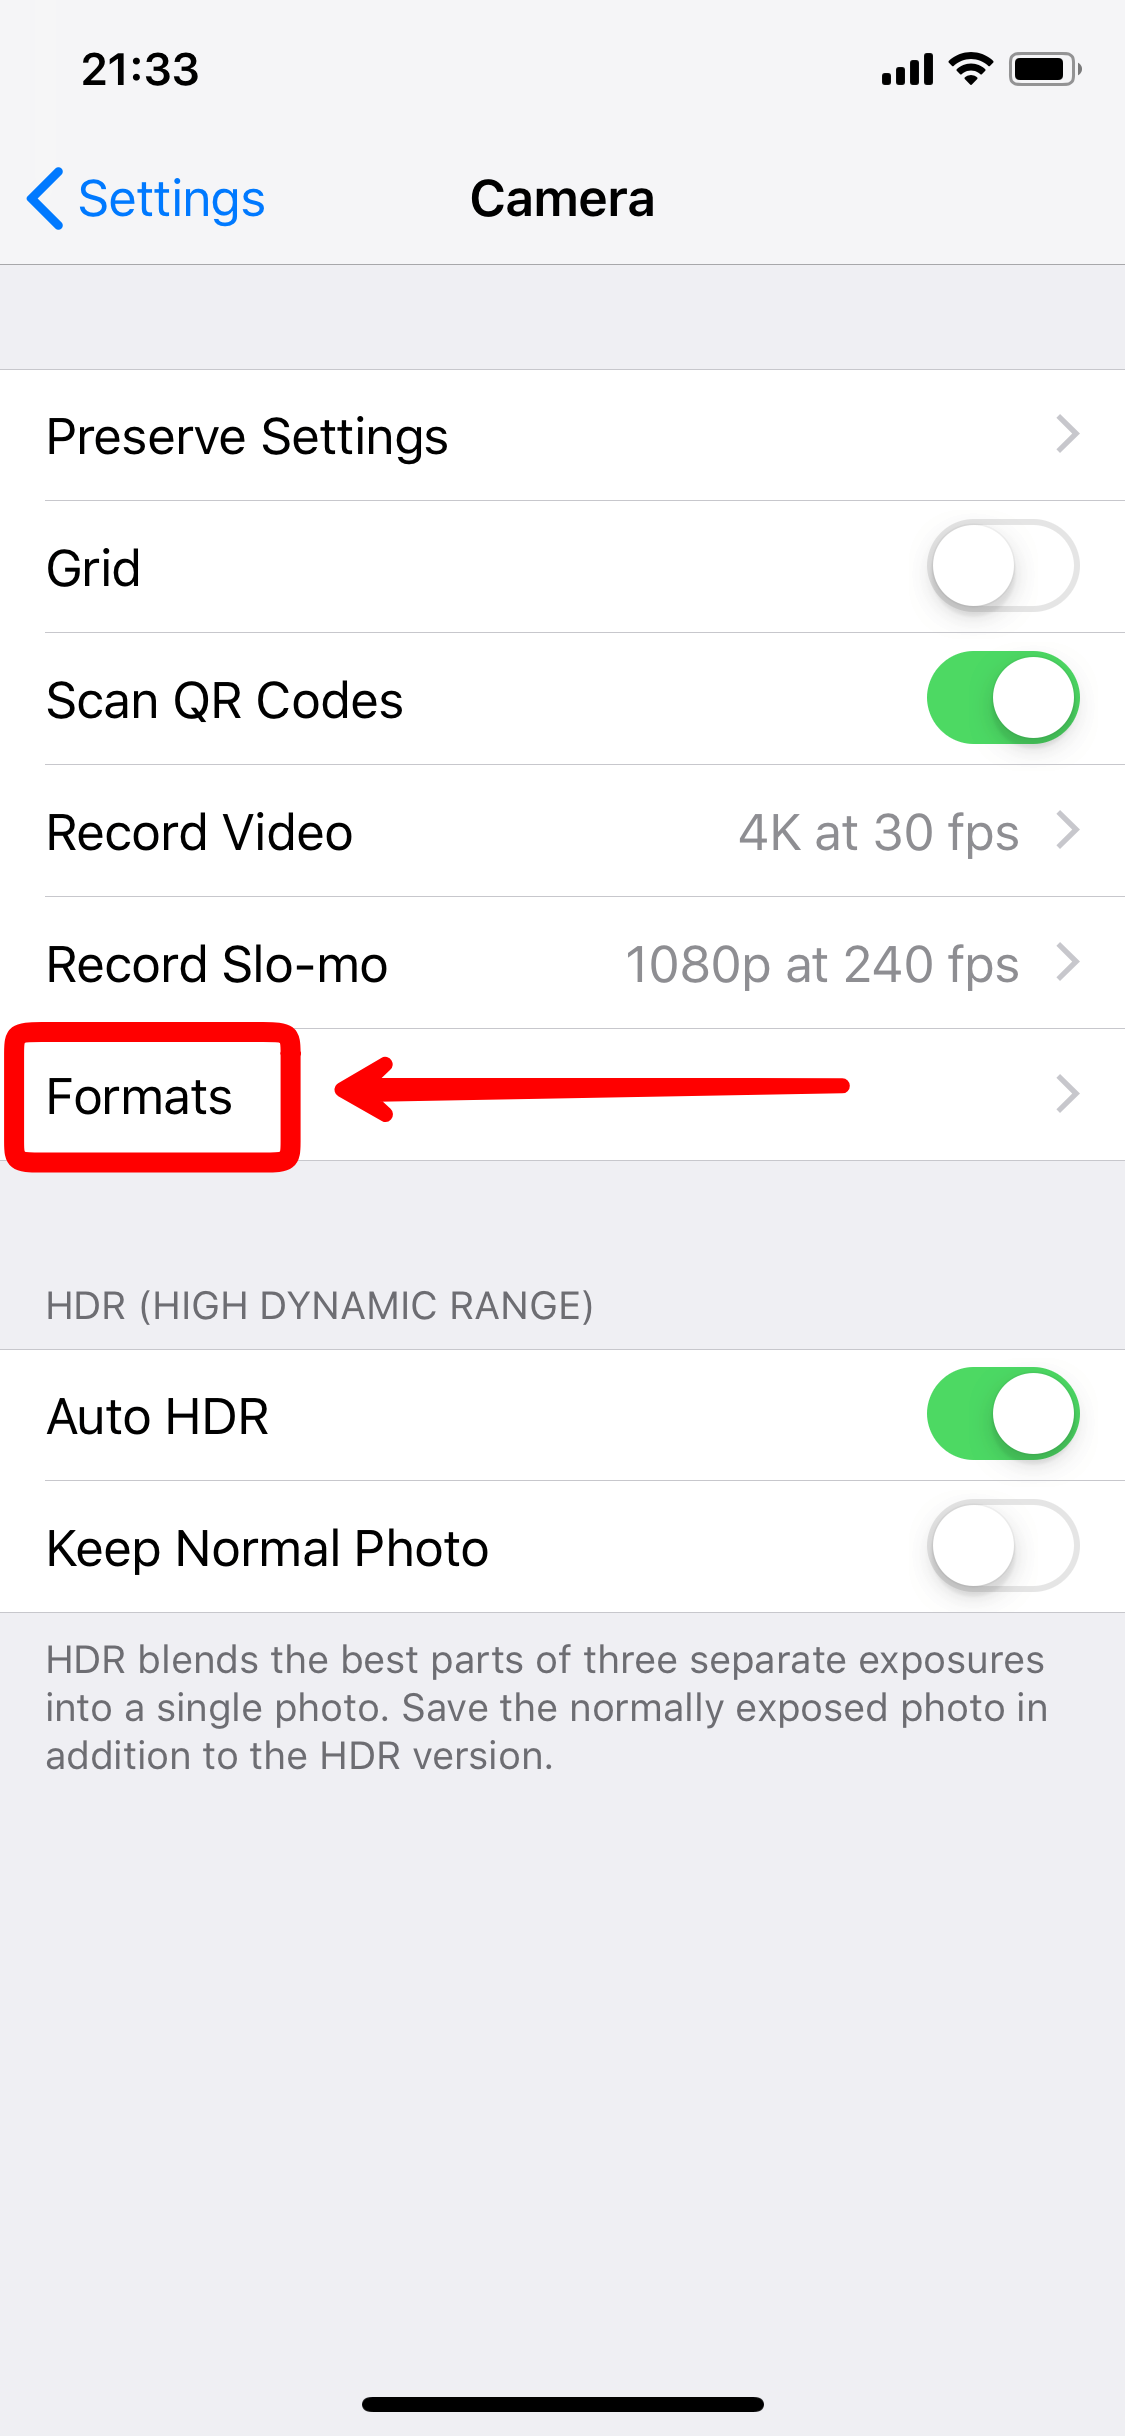 21:33
Settings
Camera
Preserve Settings
Grid
Scan QR Codes
Record Video 4K at 30 fps
Record Slo-mo 1080p at 240 fps
Formats
HDR (HIGH DYNAMIC RANGE)
Auto HDR
Keep Normal Photo
HDR blends the best parts of three separate exposures
into a single photo. Save the normally exposed photo in
addition to the HDR version.